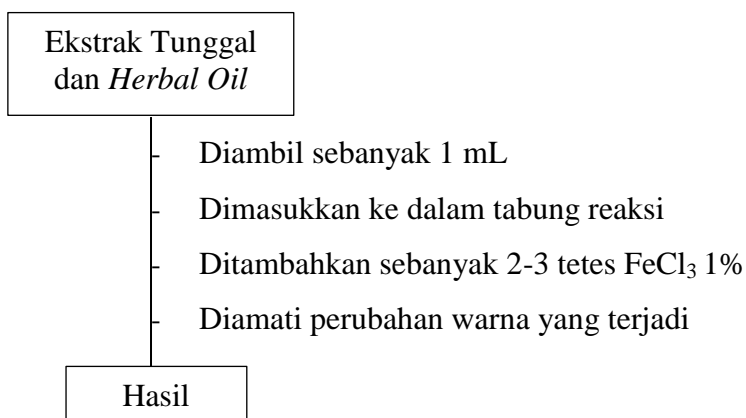 Ekstrak Tunggal
dan Herbal Oil
- Diambil sebanyak 1 mL
- Dimasukkan ke dalam tabung reaksi
- Ditambahkan sebanyak 2-3 tetes FeCl₃ 1%
- Diamati perubahan warna yang terjadi
Hasil